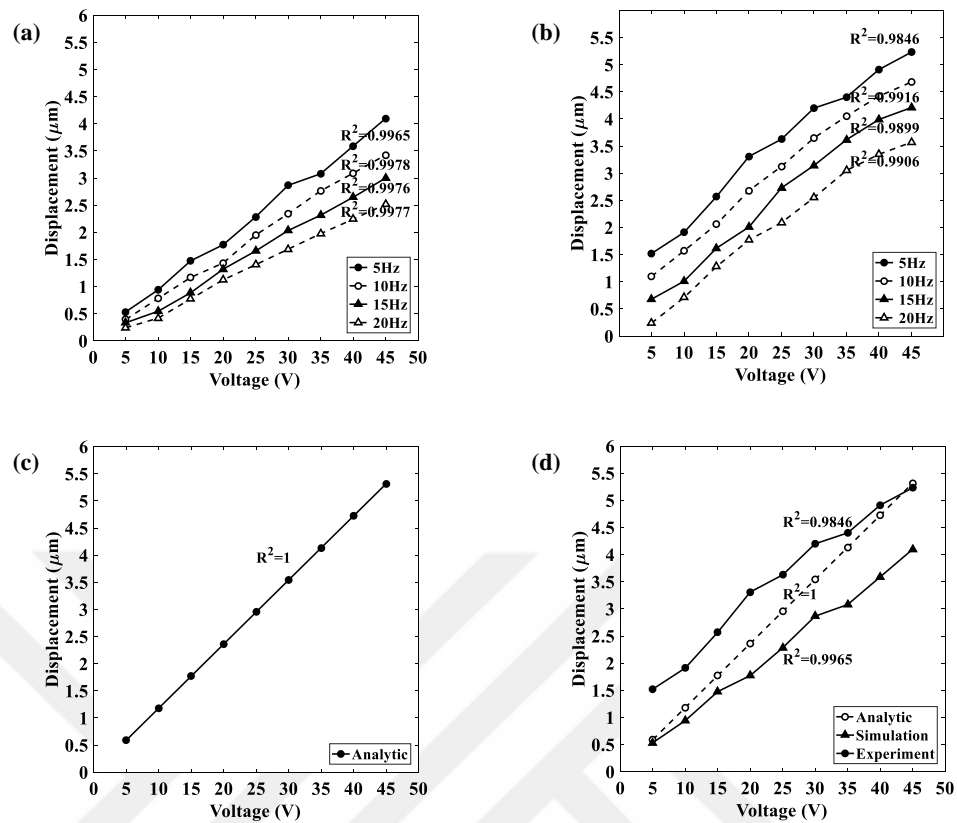 (a)
6
5.5
5
4.5
4
3.5
3
2.5
2
1.5
1
0.5
0
Displacement (μm)
R²=0.9965
R²=0.9978
R²=0.9976
R²=0.9977
5Hz
10Hz
15Hz
20Hz
0 5 10 15 20 25 30 35 40 45 50
Voltage (V)
(b)
5.5
5
4.5
4
3.5
3
2.5
2
1.5
1
0.5
0
Displacement (μm)
R²=0.9846
R²=0.9916
R²=0.9899
R²=0.9906
5Hz
10Hz
15Hz
20Hz
5 10 15 20 25 30 35 40 45
Voltage (V)
(c)
6
5.5
5
4.5
4
3.5
3
2.5
2
1.5
1
0.5
0
Displacement (μm)
R²=1
Analytic
0 5 10 15 20 25 30 35 40 45 50
Voltage (V)
(d)
6
5.5
5
4.5
4
3.5
3
2.5
2
1.5
1
0.5
0
Displacement (μm)
R²=0.9846
R²=1
R²=0.9965
Analytic
Simulation
Experiment
0 5 10 15 20 25 30 35 40 45 50
Voltage (V)